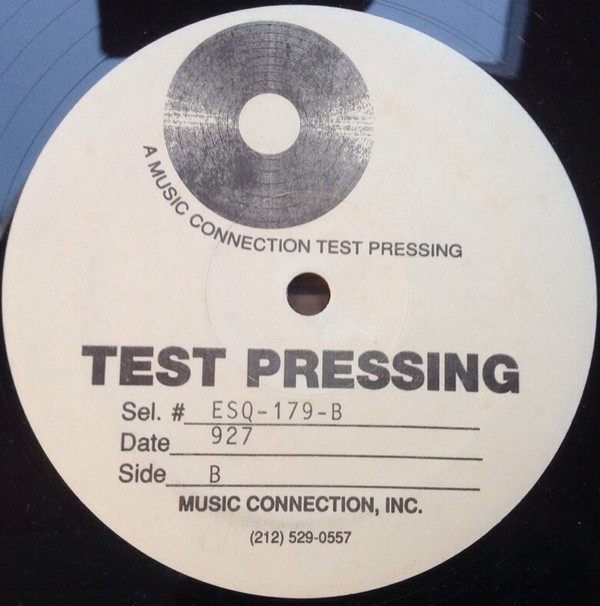 A MUSIC CONNECTION TEST PRESSING
TEST PRESSING
Sel. # ESQ-179-B
Date 927
Side B
MUSIC CONNECTION, INC.
(212) 529-0557